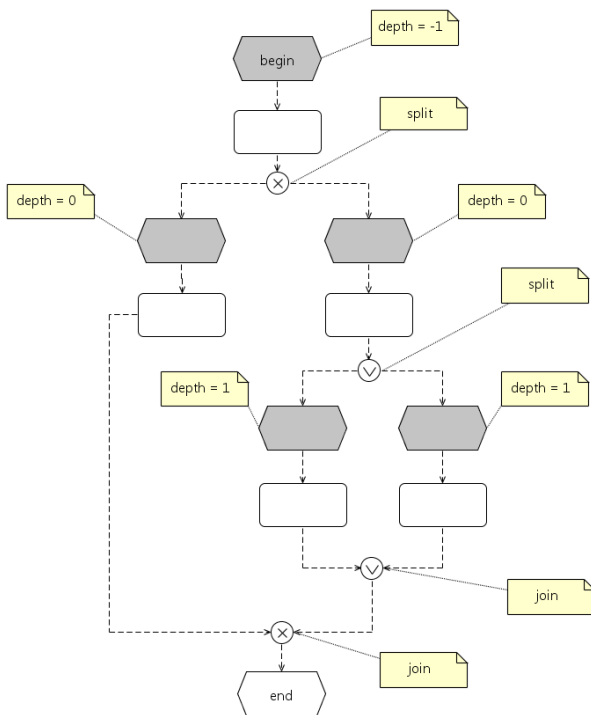 depth = -1
begin
split
depth = 0
depth = 0
split
depth = 1
depth = 1
join
join
end